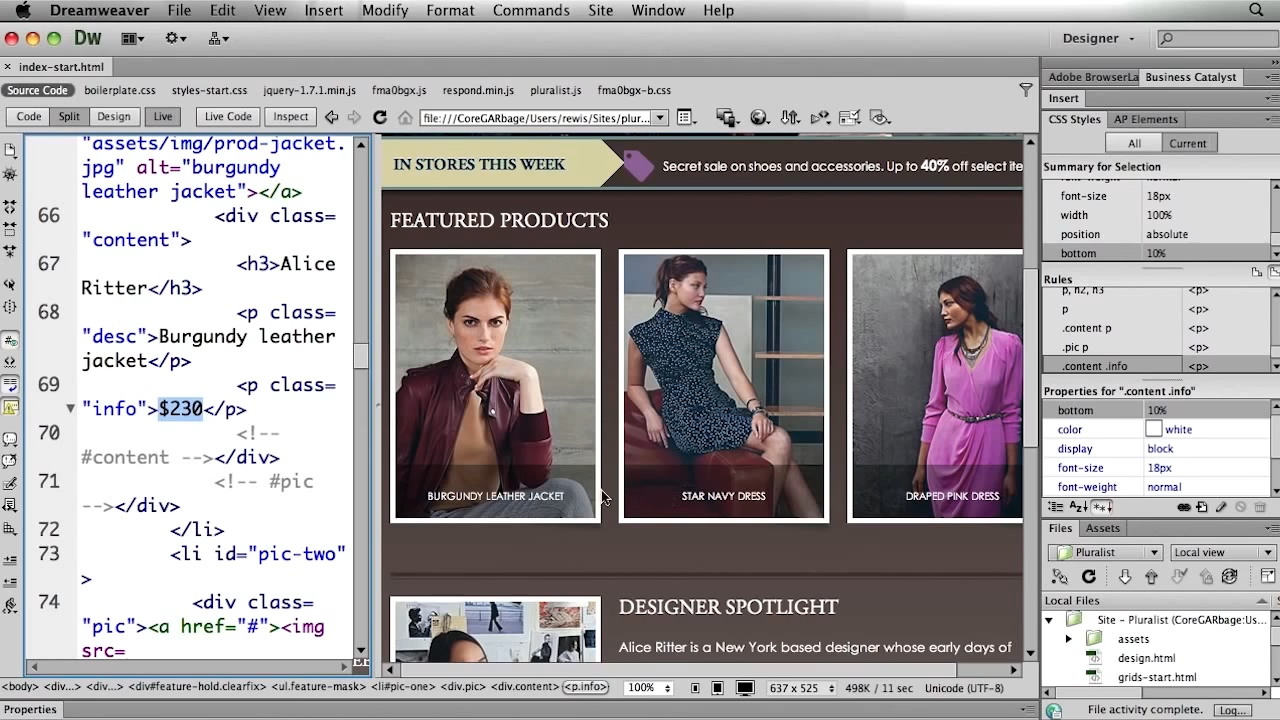 Dreamweaver File Edit View Insert Modify Format Commands Site Window Help
Dw Designer
× index-start.html
Source Code boilerplate.css styles-start.css jquery-1.7.1.min.js fma0bgx.js respond.min.js pluralist.js fma0bgx-b.css
Code Split Design Live Live Code Inspect file:///CoreGARbage/Users/rewis/Sites/plur...
"assets/img/prod-jacket.
jpg" alt="burgundy
leather jacket"></a>
66 <div class=
"content">
67 <h3>Alice
Ritter</h3>
68 <p class=
"desc">Burgundy leather
jacket</p>
69 <p class=
"info">$230</p>
70 <!--
#content --></div>
71 <!-- #pic
--></div>
72 </li>
73 <li id="pic-two"
>
74 <div class=
"pic"><a href="#"><img
src=
IN STORES THIS WEEK
Secret sale on shoes and accessories. Up to 40% off select ite
FEATURED PRODUCTS
BURGUNDY LEATHER JACKET
STAR NAVY DRESS
DRAPED PINK DRESS
DESIGNER SPOTLIGHT
Alice Ritter is a New York based designer whose early days of
<body> <div...> <div...> <div#feature-hold.clearfix> <ul.feature-mask> <li#pic-one> <div.pic> <div.content> <p.info> 100% 637 x 525 498K / 11 sec Unicode (UTF-8)
Properties
Adobe BrowserLa Business Catalyst
Insert
CSS Styles AP Elements
All Current
Summary for Selection
font-size 18px
width 100%
position absolute
bottom 10%
Rules
p, h2, h3 <p>
p <p>
.content p <p>
.pic p <p>
.content .info <p>
Properties for ".content .info"
bottom 10%
color white
display block
font-size 18px
font-weight normal
Files Assets
Pluralist Local view
Local Files
Site - Pluralist (CoreGARbage:Us...
assets
design.html
grids-start.html
File activity complete. Log...